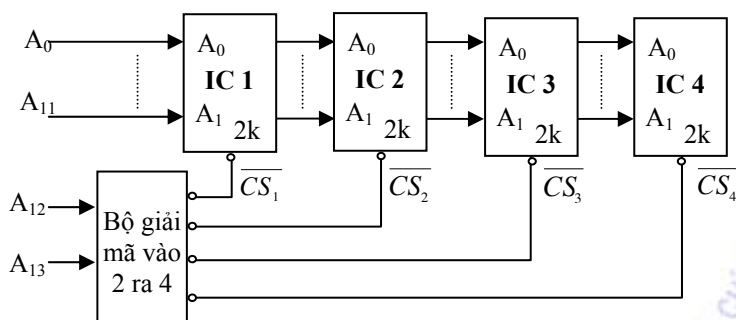 A₀ A₀ A₀ A₀ A₀
IC 1 IC 2 IC 3 IC 4
A₁₁ A₁ A₁ A₁ A₁
2k 2k 2k 2k
CS₁ CS₂ CS₃ CS₄
A₁₂
Bộ giải
mã vào
2 ra 4
A₁₃